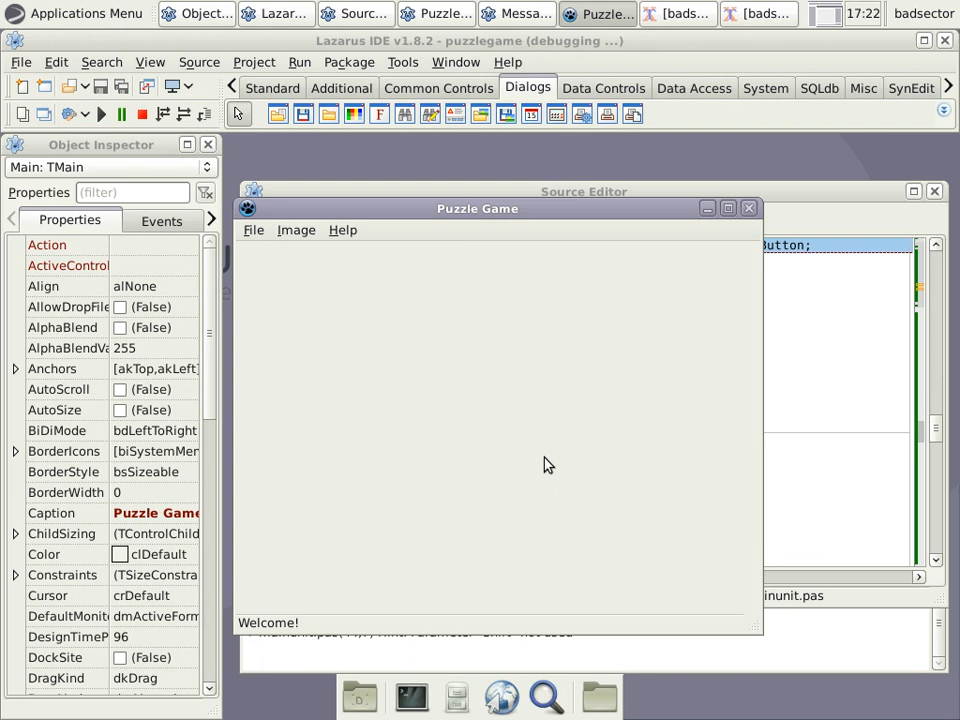 Applications Menu
Object...
Lazar...
Sourc...
Puzzle...
Messa...
Puzzle...
[bads...
[bads...
17:22
badsector
Lazarus IDE v1.8.2 - puzzlegame (debugging ...)
File Edit Search View Source Project Run Package Tools Window Help
Standard Additional Common Controls Dialogs Data Controls Data Access System SQLdb Misc SynEdit
Object Inspector
Main: TMain
Properties (filter)
Properties Events
Action
ActiveControl
Align alNone
AllowDropFile (False)
AlphaBlend (False)
AlphaBlendVa 255
Anchors [akTop,akLeft]
AutoScroll (False)
AutoSize (False)
BiDiMode bdLeftToRight
BorderIcons [biSystemMen
BorderStyle bsSizeable
BorderWidth 0
Caption Puzzle Game
ChildSizing (TControlChild
Color clDefault
Constraints (TSizeConstra
Cursor crDefault
DefaultMonito dmActiveForm
DesignTimeP 96
DockSite (False)
DragKind dkDrag
Source Editor
Button;
inunit.pas
Puzzle Game
File Image Help
Welcome!